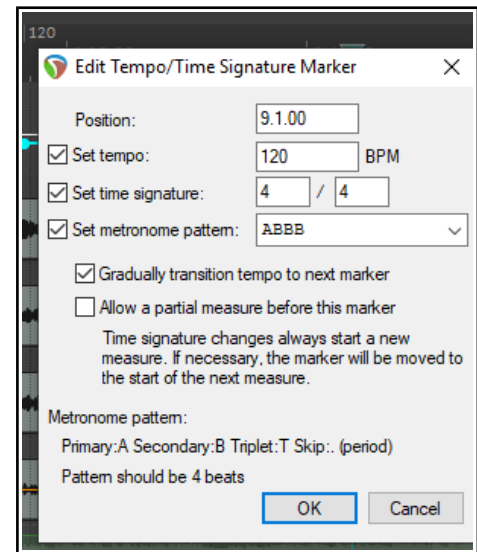 120
Edit Tempo/Time Signature Marker
Position: 9.1.00
Set tempo: 120 BPM
Set time signature: 4 / 4
Set metronome pattern: ABBB
Gradually transition tempo to next marker
Allow a partial measure before this marker
Time signature changes always start a new
measure. If necessary, the marker will be moved to
the start of the next measure.
Metronome pattern:
Primary:A Secondary:B Triplet:T Skip:. (period)
Pattern should be 4 beats
OK Cancel